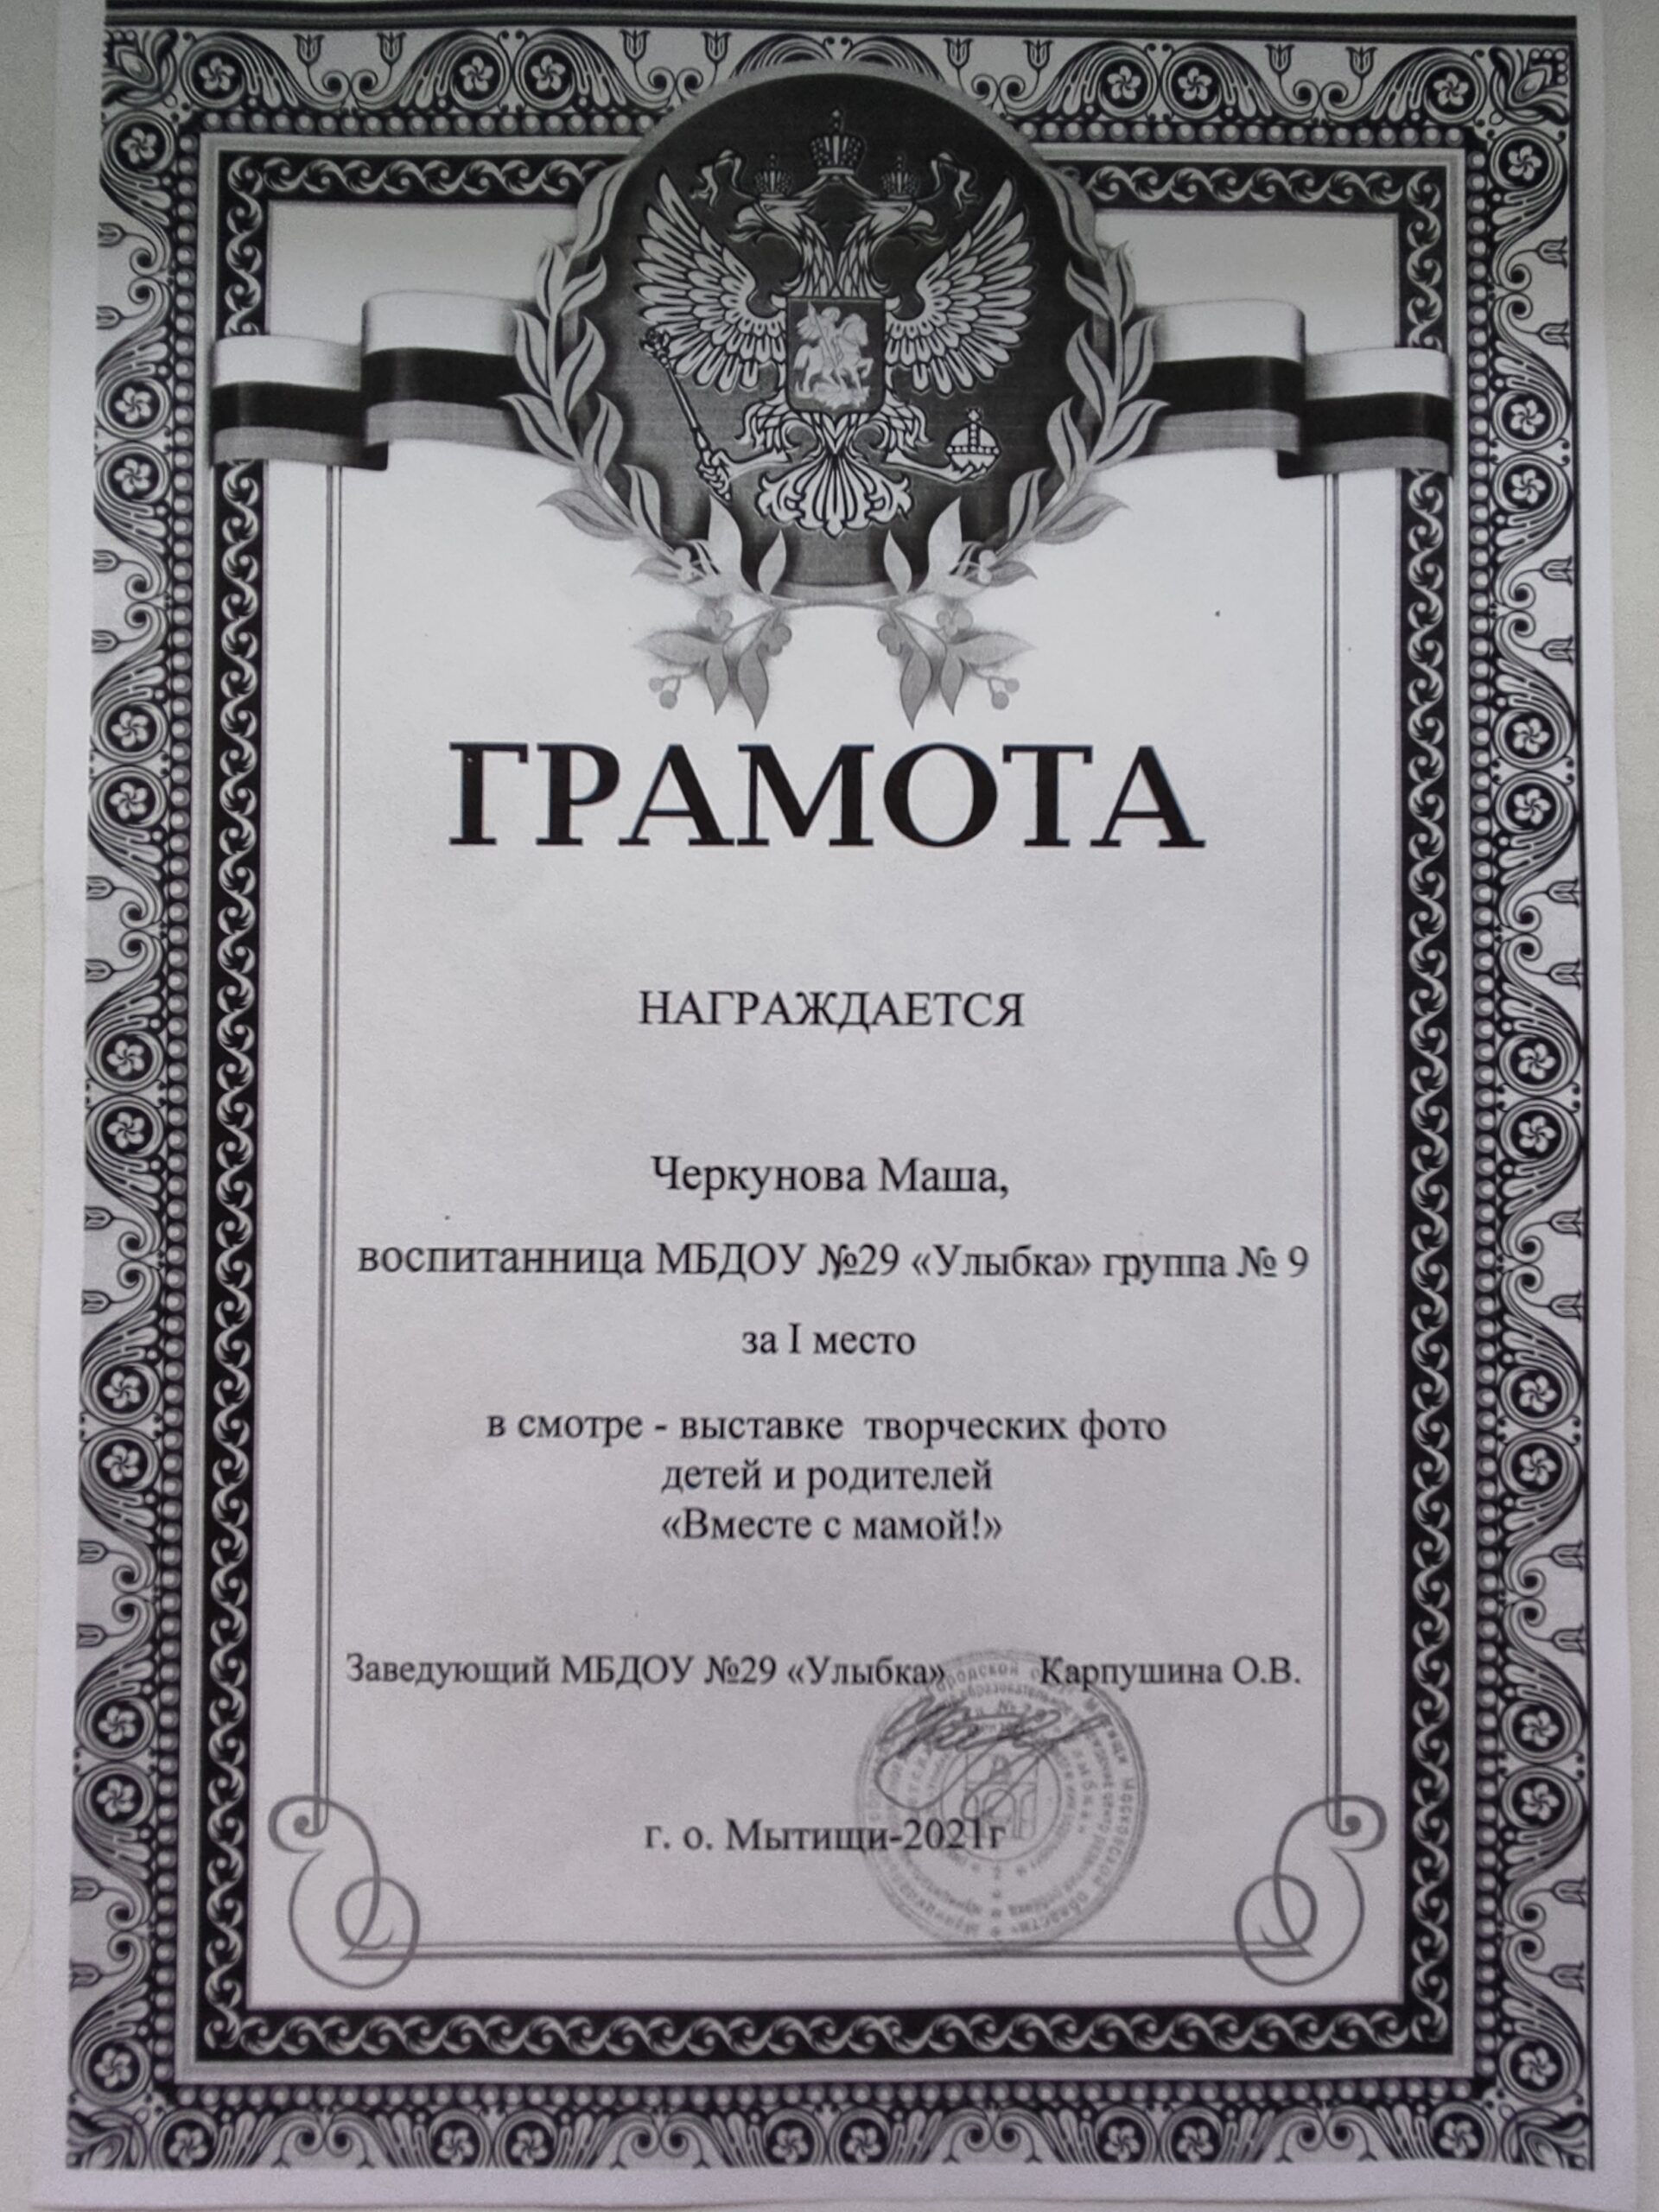 ГРАМОТА
НАГРАЖДАЕТСЯ
Черкунова Маша,
воспитанница МБДОУ №29 «Улыбка» группа № 9
за I место
в смотре - выставке творческих фото
детей и родителей
«Вместе с мамой!»
Заведующий МБДОУ №29 «Улыбка» Карпушина О.В.
г. о. Мытищи-2021г